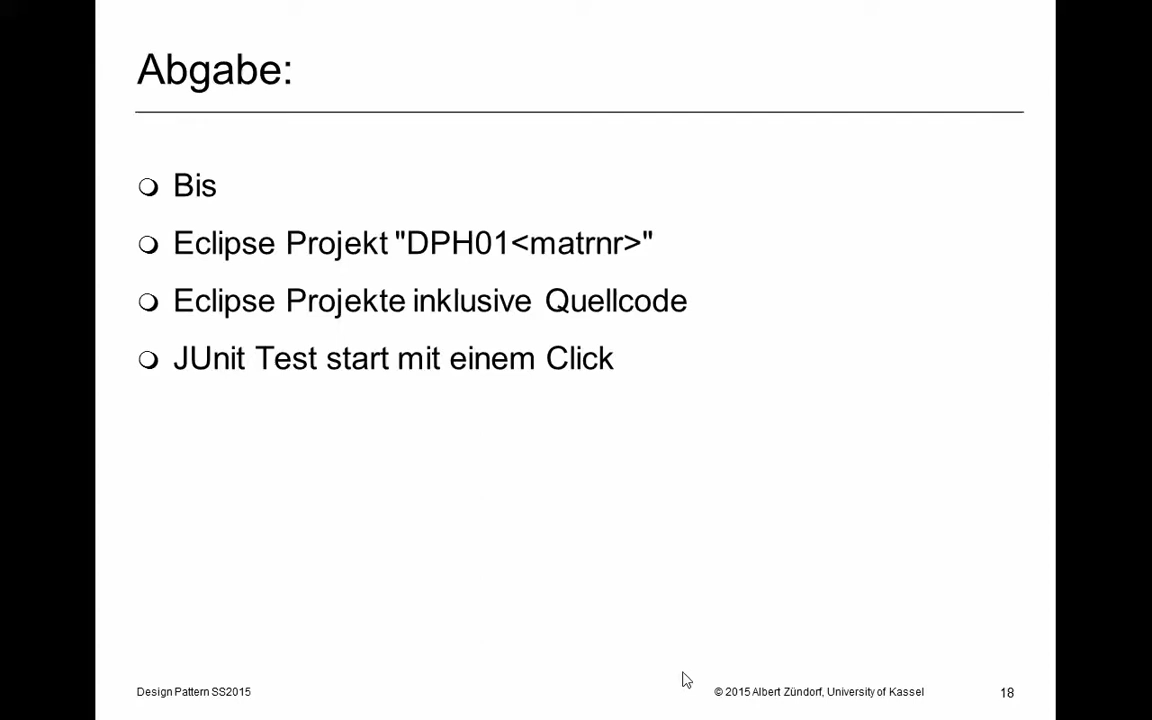 Abgabe:
Bis
Eclipse Projekt "DPH01<matrnr>"
Eclipse Projekte inklusive Quellcode
JUnit Test start mit einem Click
Design Pattern SS2015
© 2015 Albert Zündorf, University of Kassel
18